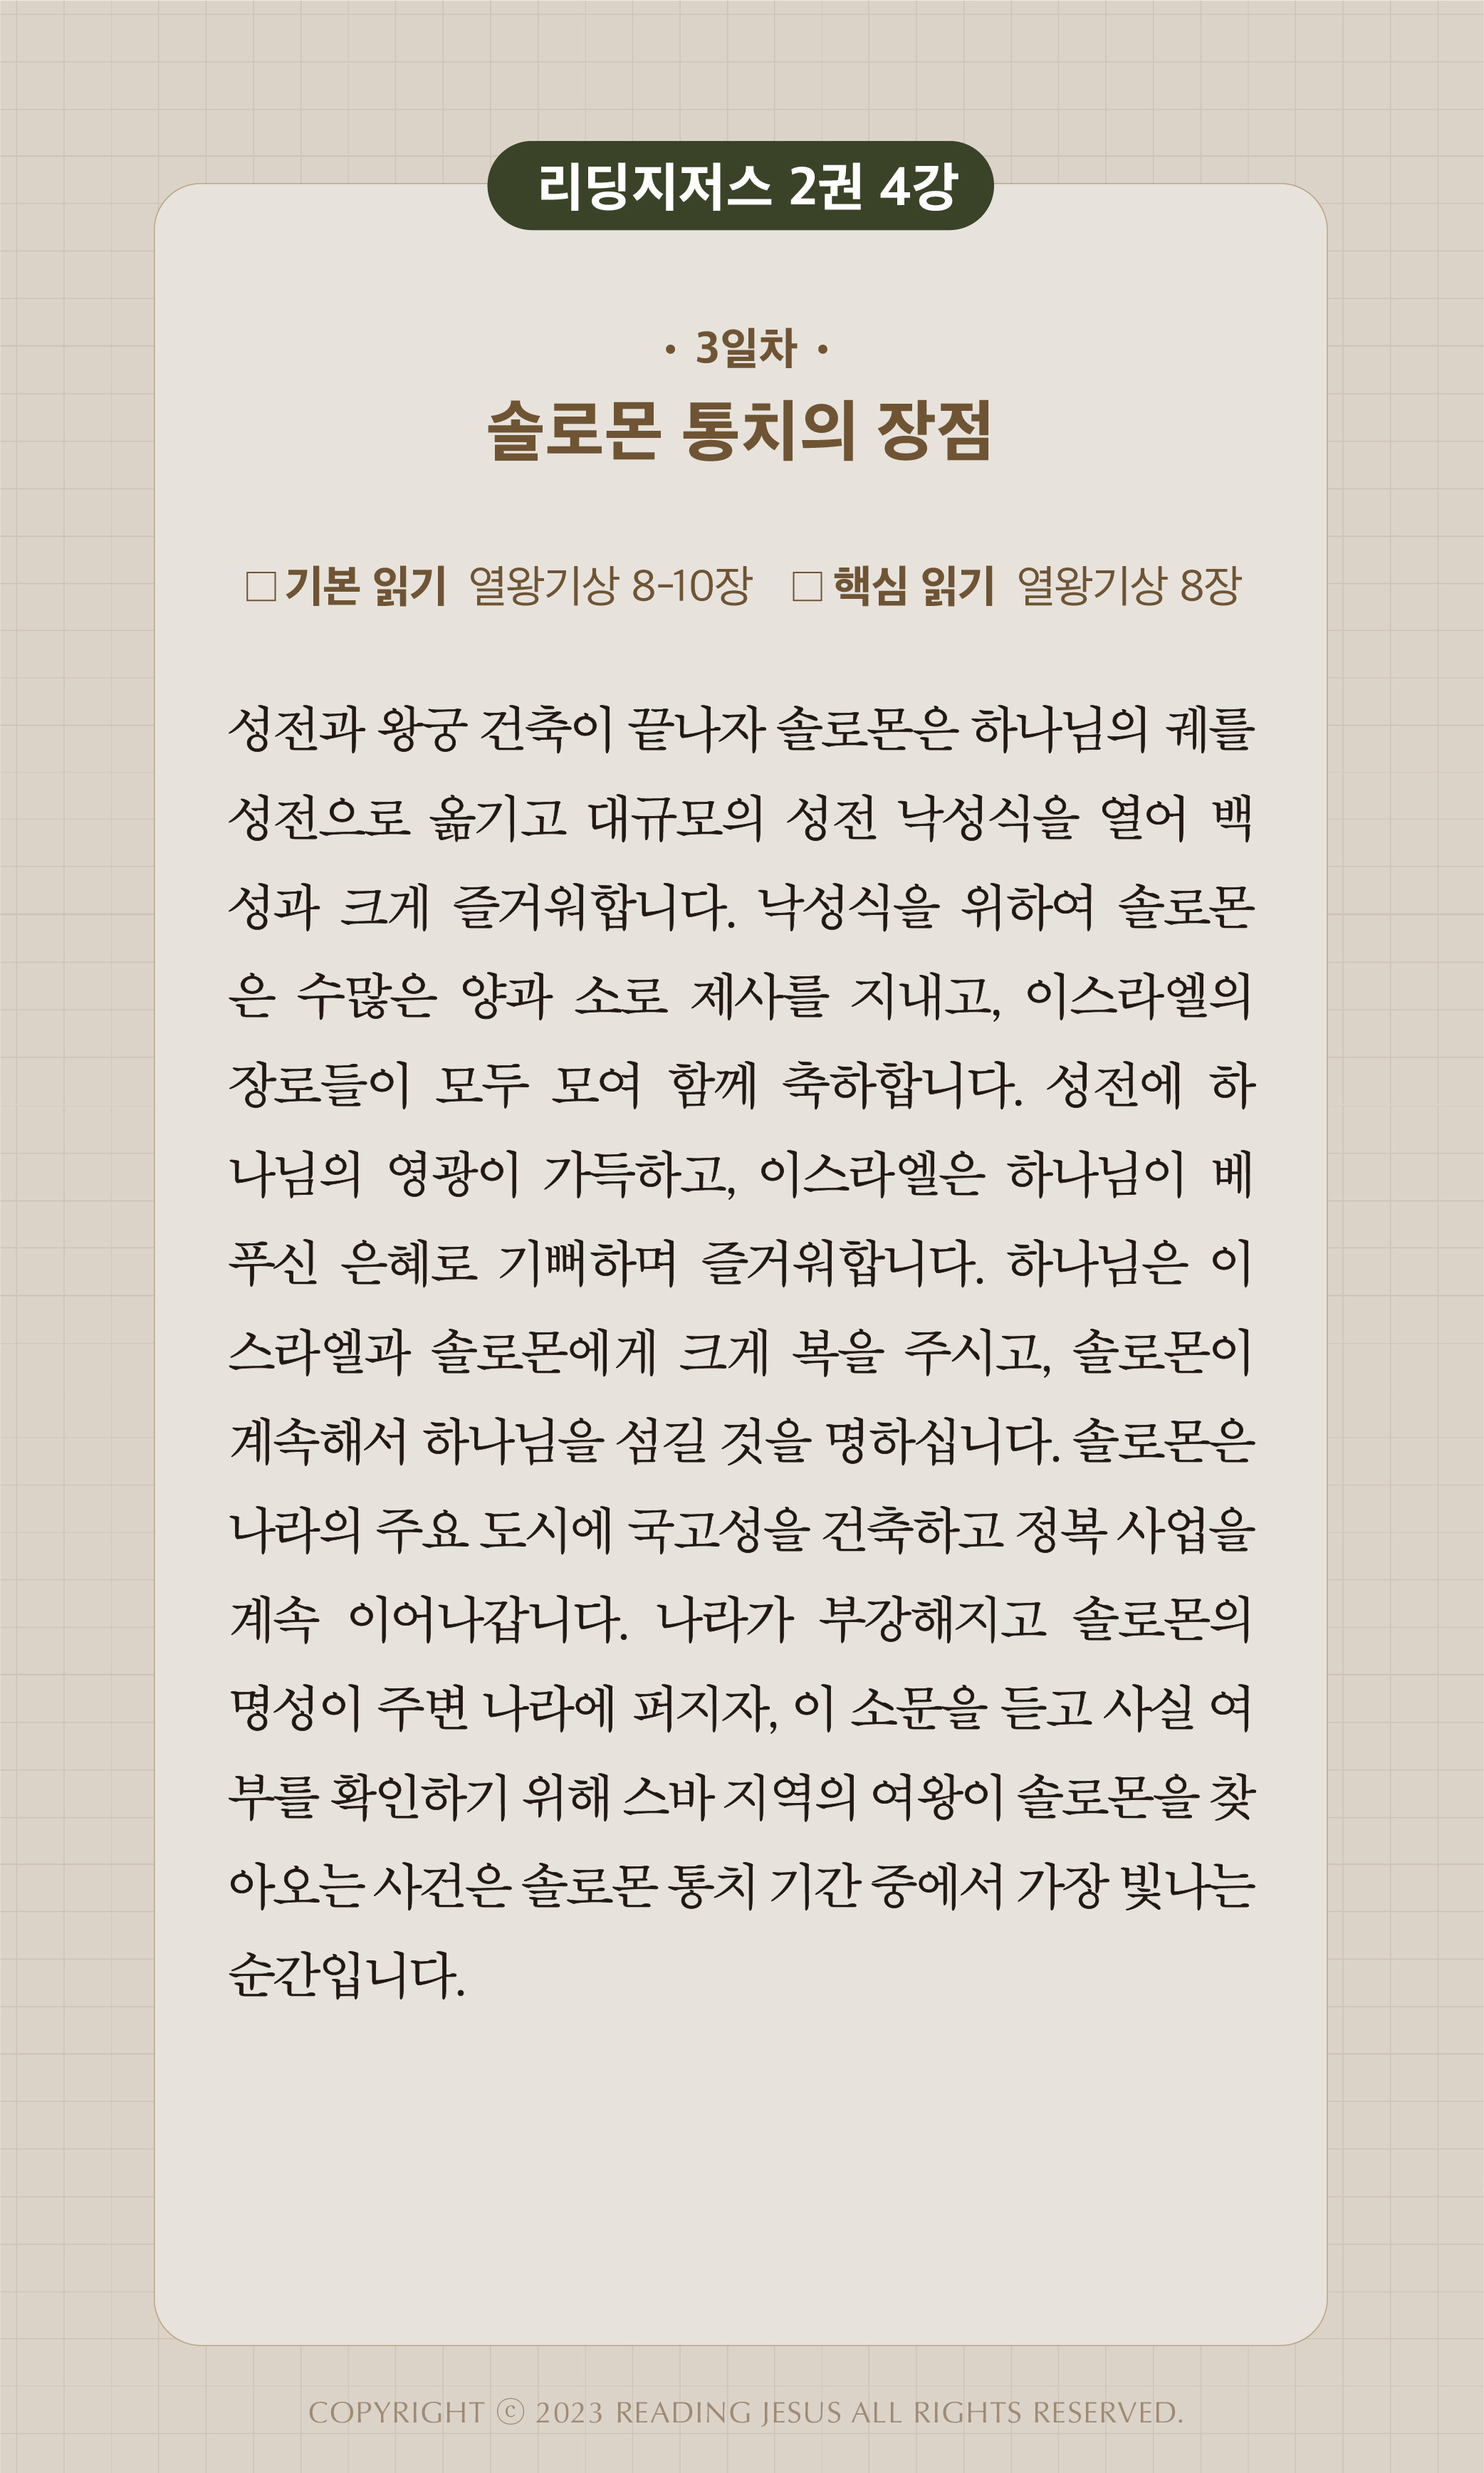 리딩지저스 2권 4강
· 3일차 ·
솔로몬 통치의 장점
□ 기본 읽기 열왕기상 8-10장 □ 핵심 읽기 열왕기상 8장
성전과 왕궁 건축이 끝나자 솔로몬은 하나님의 궤를
성전으로 옮기고 대규모의 성전 낙성식을 열어 백
성과 크게 즐거워합니다. 낙성식을 위하여 솔로몬
은 수많은 양과 소로 제사를 지내고, 이스라엘의
장로들이 모두 모여 함께 축하합니다. 성전에 하
나님의 영광이 가득하고, 이스라엘은 하나님이 베
푸신 은혜로 기뻐하며 즐거워합니다. 하나님은 이
스라엘과 솔로몬에게 크게 복을 주시고, 솔로몬이
계속해서 하나님을 섬길 것을 명하십니다. 솔로몬은
나라의 주요 도시에 국고성을 건축하고 정복 사업을
계속 이어나갑니다. 나라가 부강해지고 솔로몬의
명성이 주변 나라에 퍼지자, 이 소문을 듣고 사실 여
부를 확인하기 위해 스바 지역의 여왕이 솔로몬을 찾
아오는 사건은 솔로몬 통치 기간 중에서 가장 빛나는
순간입니다.
COPYRIGHT ⓒ 2023 READING JESUS ALL RIGHTS RESERVED.